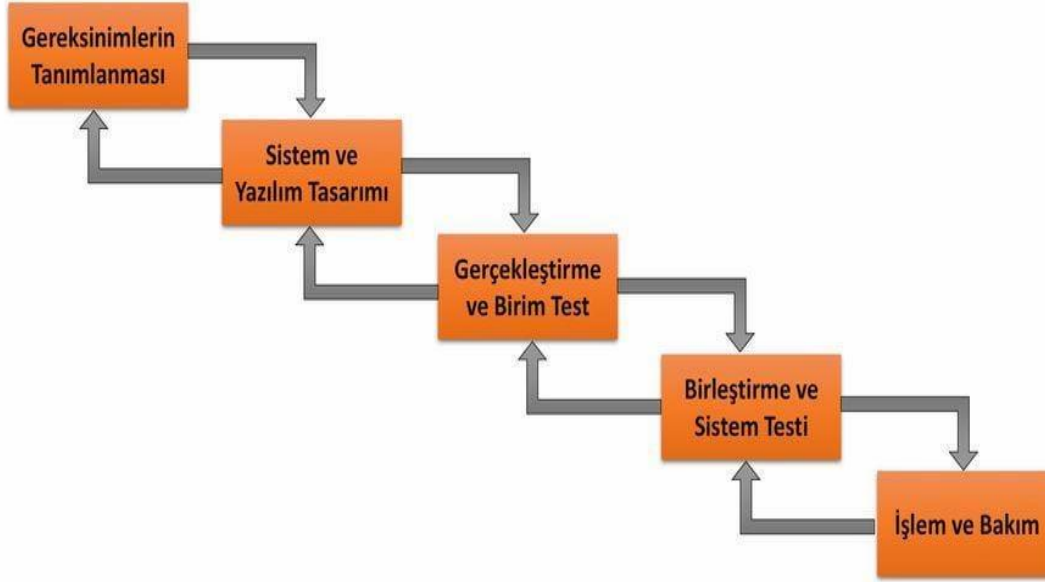 Gereksinimlerin
Tanımlanması
Sistem ve
Yazılım Tasarımı
Gerçekleştirme
ve Birim Test
Birleştirme ve
Sistem Testi
İşlem ve Bakım